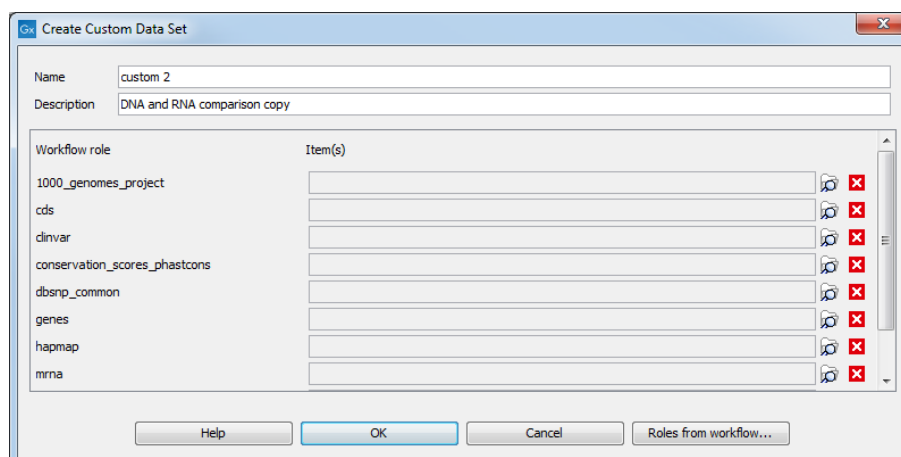 Gx Create Custom Data Set
Name custom 2
Description DNA and RNA comparison copy
Workflow role Item(s)
1000_genomes_project
cds
clinvar
conservation_scores_phastcons
dbsnp_common
genes
hapmap
mrna
Help OK Cancel Roles from workflow...